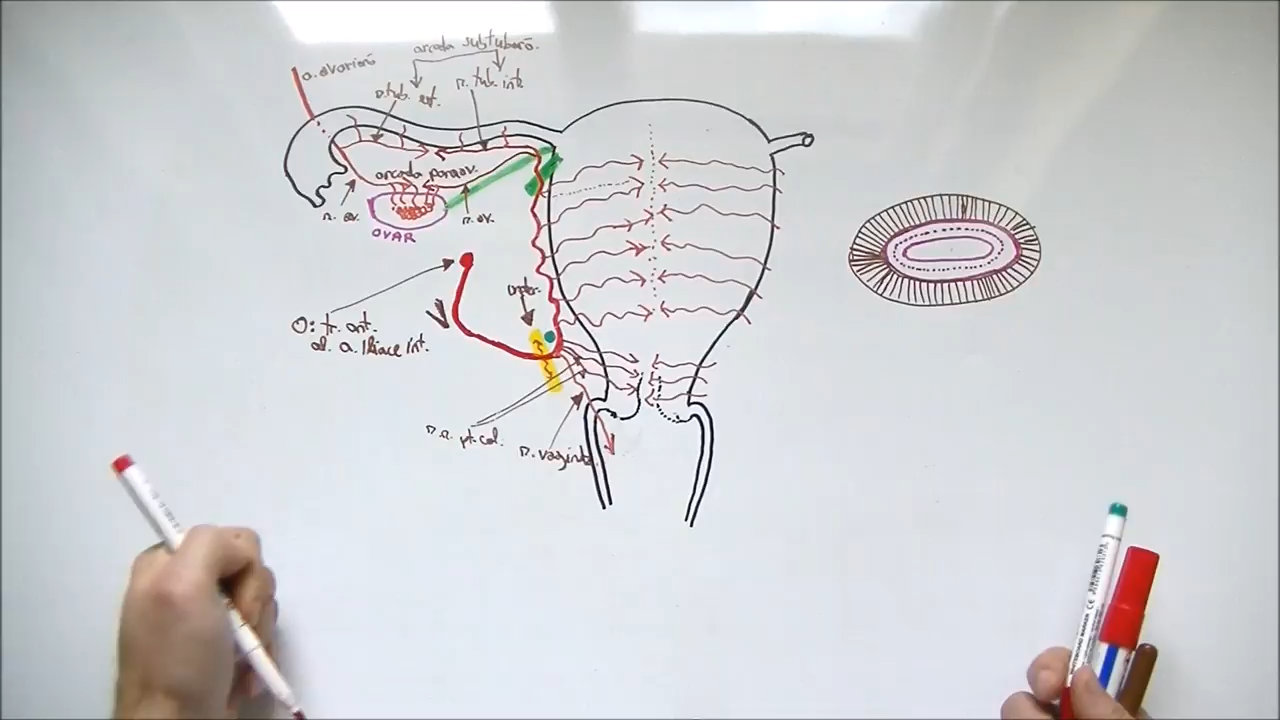 arcada subtubară
a. ovariană
r. tub. ext.
r. tub. int.
arcada paraov.
r. ov.
r. ov.
OVAR
ureter
O: tr. ant.
al a. iliace int.
r.r. pt. col.
r. vaginale